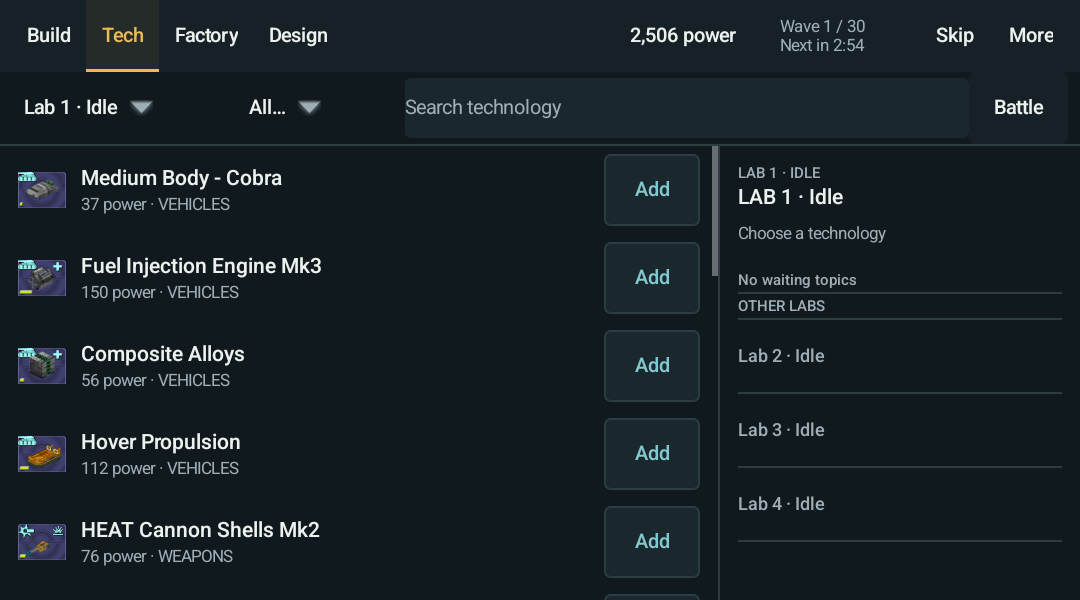 Build Tech Factory Design 2,506 power Wave 1 / 30 Skip More
Next in 2:54
Lab 1 · Idle All... Search technology Battle
Medium Body - Cobra
37 power · VEHICLES
Add
Fuel Injection Engine Mk3
150 power · VEHICLES
Add
Composite Alloys
56 power · VEHICLES
Add
Hover Propulsion
112 power · VEHICLES
Add
HEAT Cannon Shells Mk2
76 power · WEAPONS
Add
LAB 1 · IDLE
LAB 1 · Idle
Choose a technology
No waiting topics
OTHER LABS
Lab 2 · Idle
Lab 3 · Idle
Lab 4 · Idle